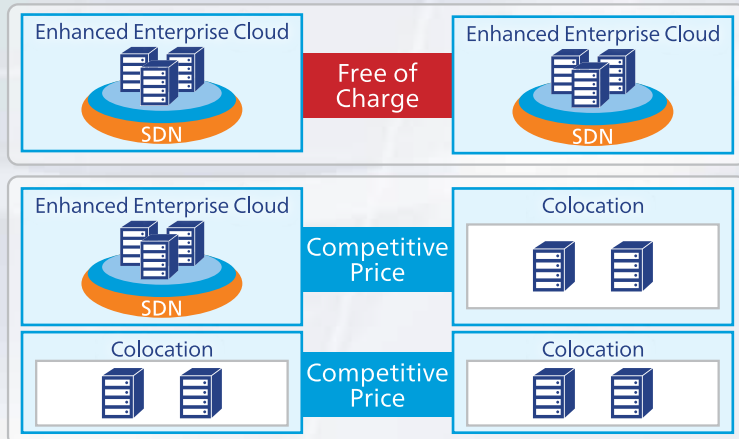 Enhanced Enterprise Cloud
SDN
Free of
Charge
Enhanced Enterprise Cloud
SDN
Enhanced Enterprise Cloud
SDN
Competitive
Price
Colocation
Colocation
Competitive
Price
Colocation